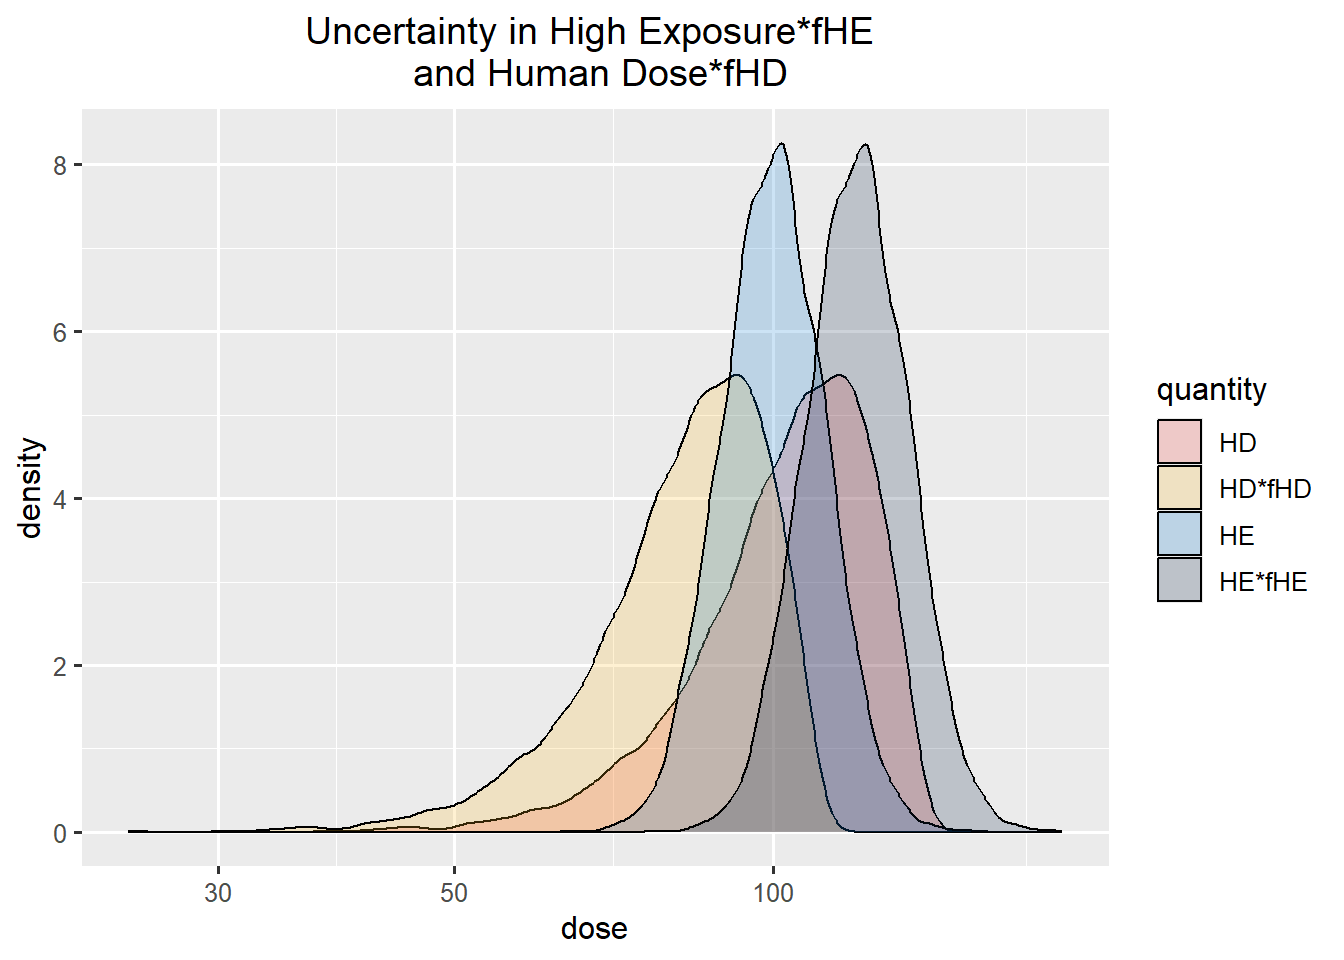 Uncertainty in High Exposure*fHE
and Human Dose*fHD
8
6
4
2
0
density
30
50
100
dose
quantity
HD
HD*fHD
HE
HE*fHE